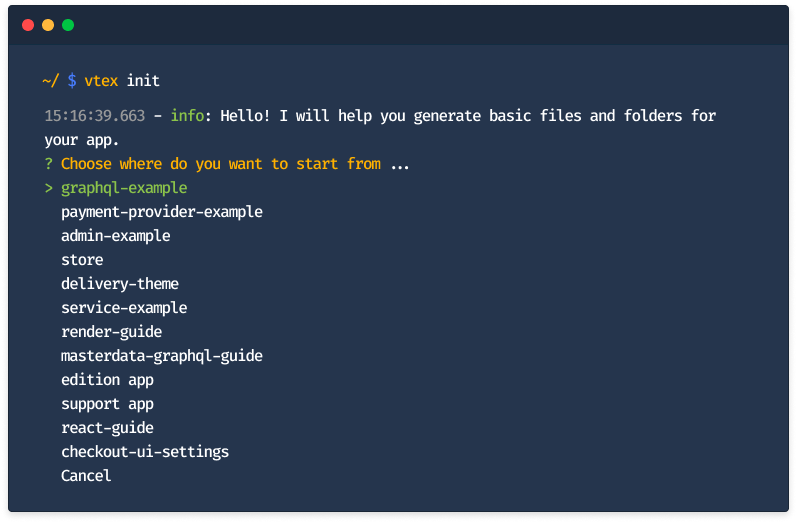 ~/ $ vtex init
15:16:39.663 - info: Hello! I will help you generate basic files and folders for
your app.
? Choose where do you want to start from ...
> graphql-example
payment-provider-example
admin-example
store
delivery-theme
service-example
render-guide
masterdata-graphql-guide
edition app
support app
react-guide
checkout-ui-settings
Cancel